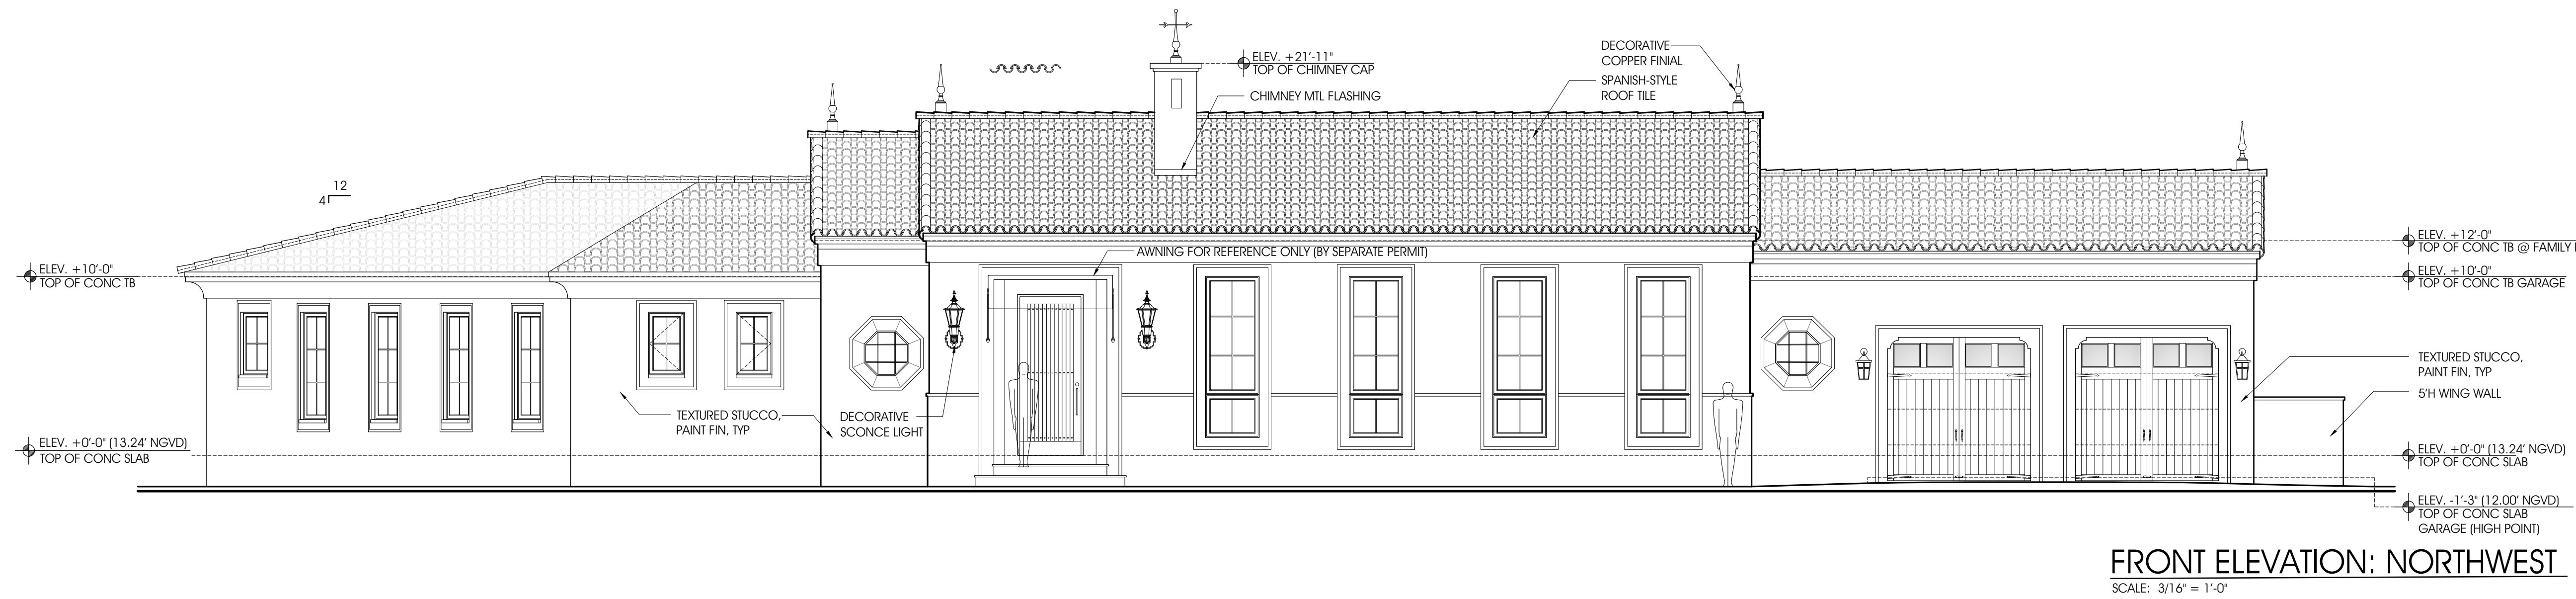 DECORATIVE
COPPER FINIAL
SPANISH-STYLE
ROOF TILE
ELEV. +21'-11"
TOP OF CHIMNEY CAP
CHIMNEY MTL FLASHING
12
4
AWNING FOR REFERENCE ONLY (BY SEPARATE PERMIT)
ELEV. +12'-0"
TOP OF CONC TB @ FAMILY
ELEV. +10'-0"
TOP OF CONC TB
ELEV. +10'-0"
TOP OF CONC TB GARAGE
TEXTURED STUCCO,
PAINT FIN, TYP
5'H WING WALL
TEXTURED STUCCO,
PAINT FIN, TYP
DECORATIVE
SCONCE LIGHT
ELEV. +0'-0" (13.24' NGVD)
TOP OF CONC SLAB
ELEV. +0'-0" (13.24' NGVD)
TOP OF CONC SLAB
ELEV. -1'-3" (12.00' NGVD)
TOP OF CONC SLAB
GARAGE (HIGH POINT)
FRONT ELEVATION: NORTHWEST
SCALE: 3/16" = 1'-0"